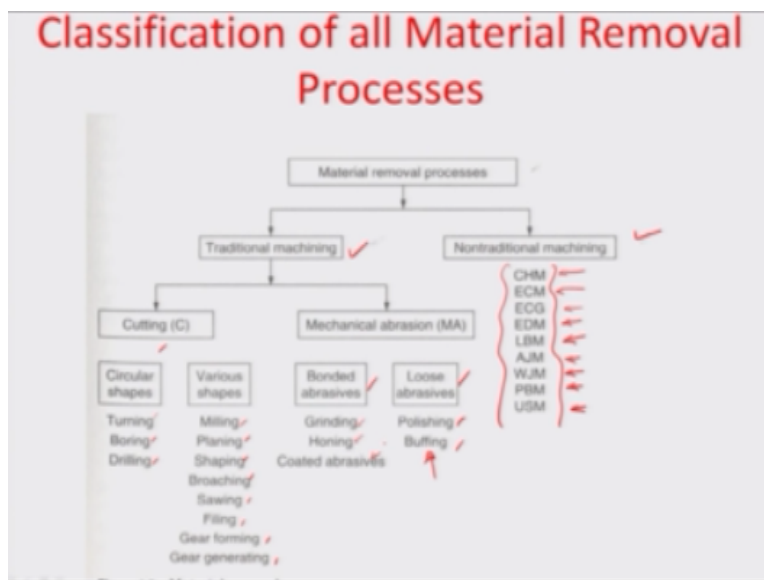 Classification of all Material Removal
Processes
Material removal processes
Traditional machining
Nontraditional machining
CHM
ECM
ECG
EDM
LBM
AJM
WJM
PBM
USM
Cutting (C)
Mechanical abrasion (MA)
Circular
shapes
Various
shapes
Bonded
abrasives
Loose
abrasives
Turning
Boring
Drilling
Milling
Planing
Shaping
Broaching
Sawing
Filing
Gear forming
Gear generating
Grinding
Honing
Coated abrasives
Polishing
Buffing